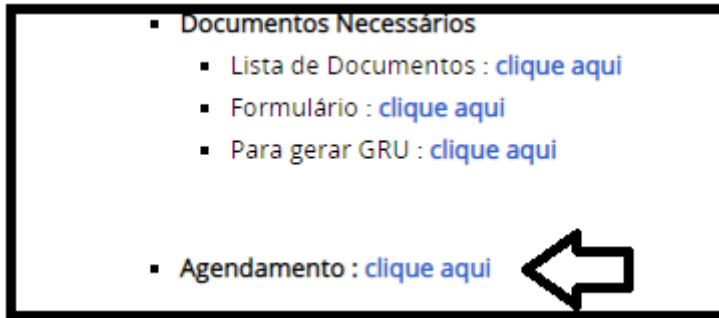 Documentos Necessários
Lista de Documentos : clique aqui
Formulário : clique aqui
Para gerar GRU : clique aqui
Agendamento : clique aqui